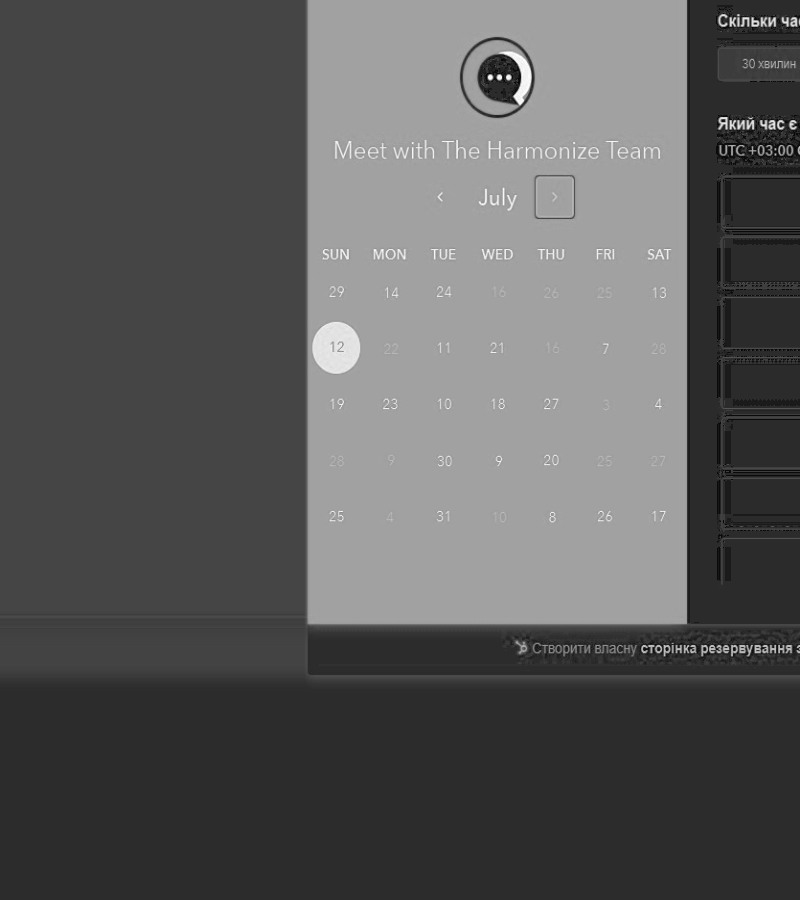 Скільки
30 хвилин
Meet with The Harmonize Team
Який час є
UTC +03:00
July
SUN MON TUE WED THU FRI SAT
29 14 24 16 26 25 13
12 22 11 21 16 7 28
19 23 10 18 27 3 4
28 9 30 9 20 25 27
25 4 31 10 8 26 17
Створити власну сторінка резервування з